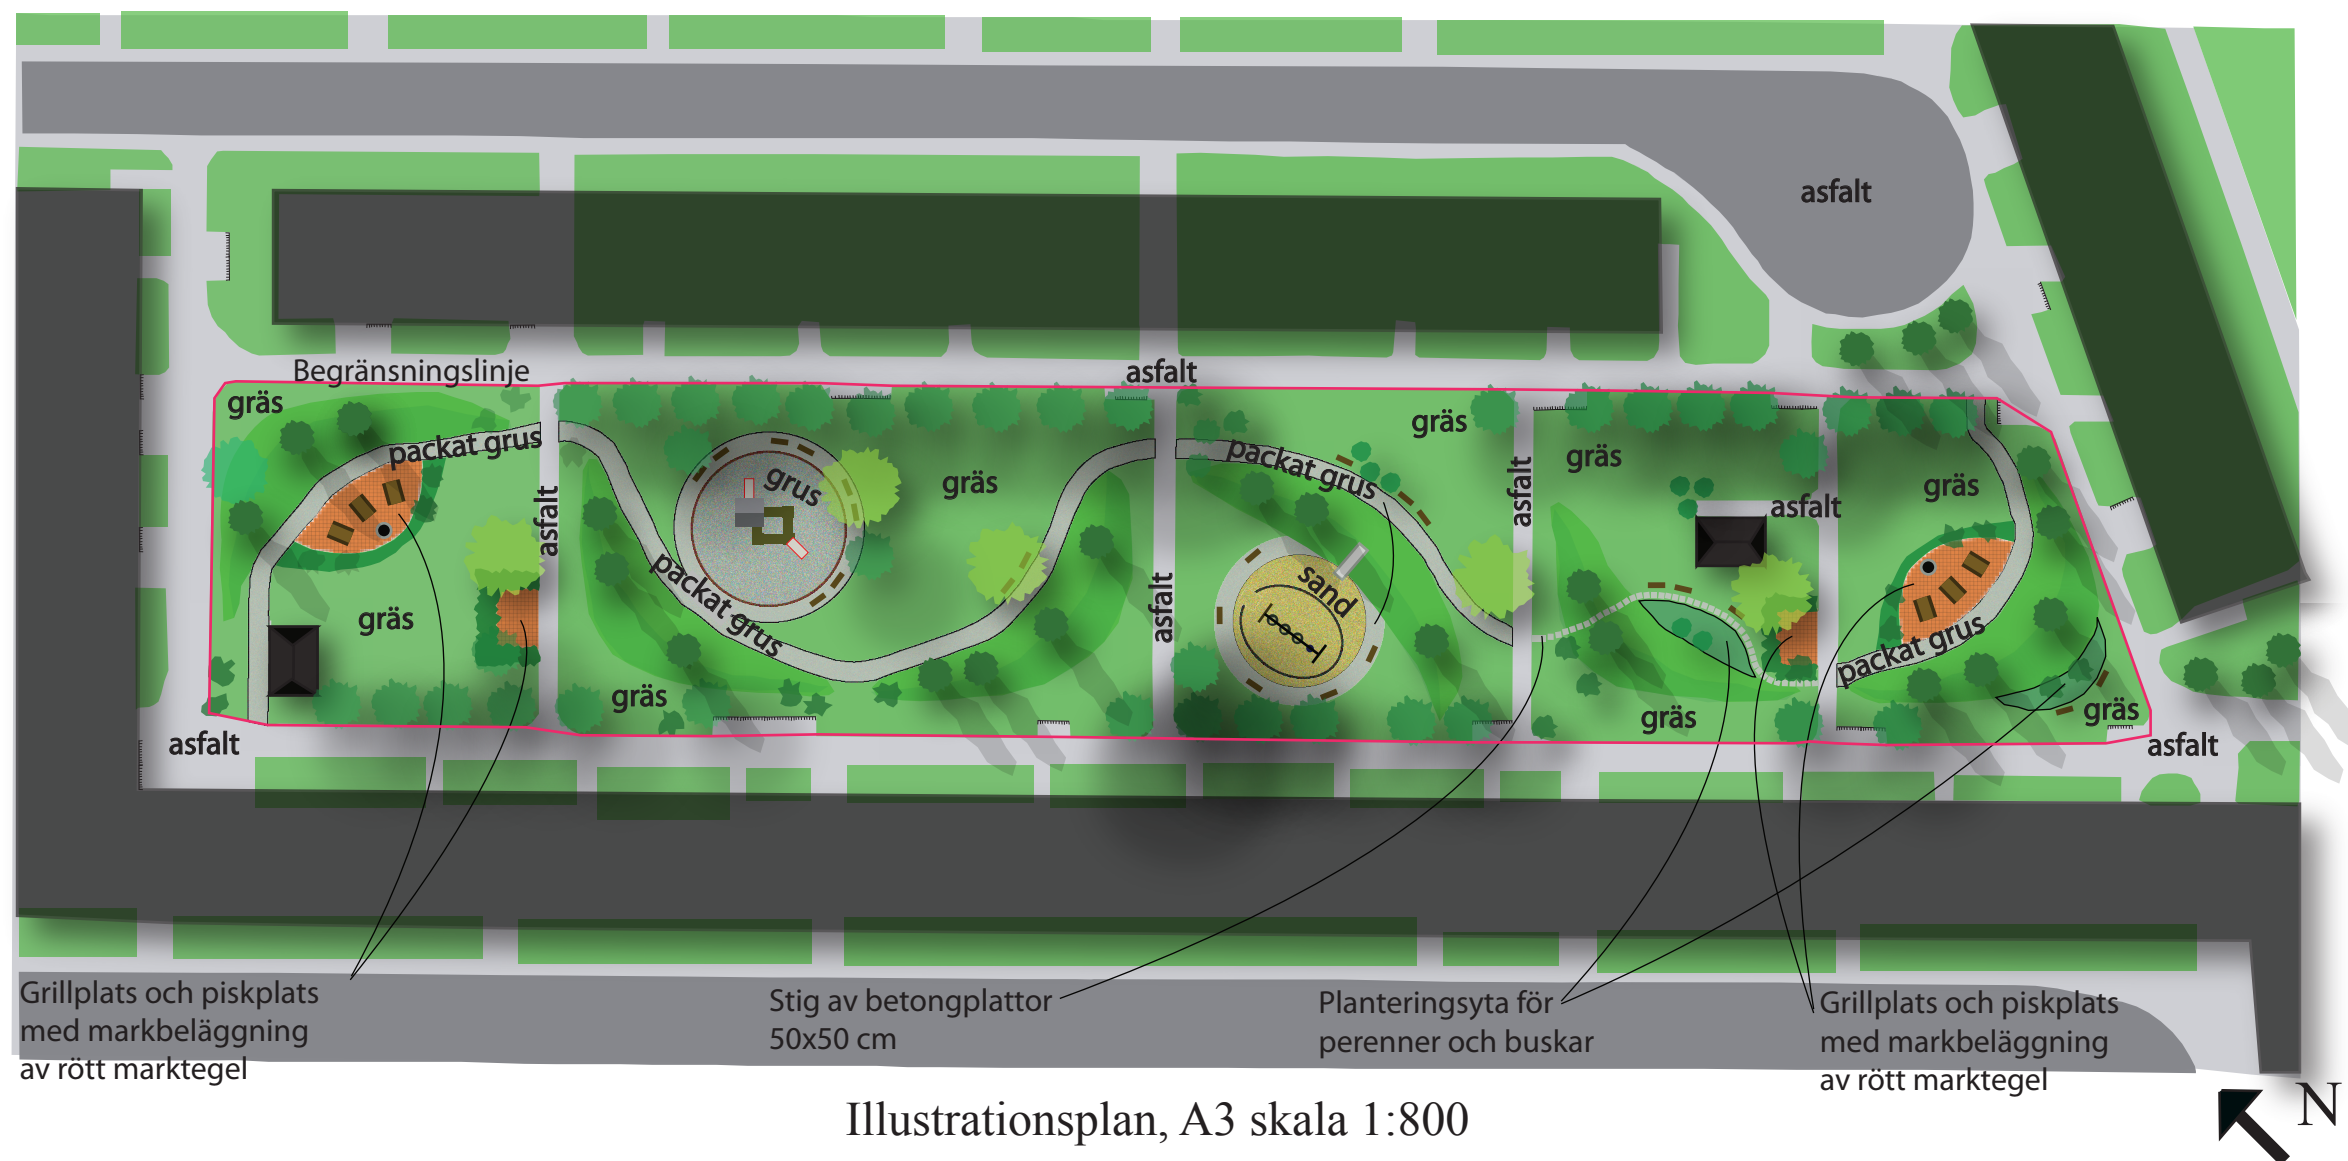 asfalt
Begränsningslinje
asfalt
gräs
gräs
packat grus
packat grus
grus
gräs
gräs
asfalt
gräs
asfalt
asfalt
sand
asfalt
packat grus
gräs
packat grus
gräs
gräs
gräs
asfalt
asfalt
Grillplats och piskplats
med markbeläggning
av rött marktegel
Stig av betongplattor
50x50 cm
Planteringsyta för
perenner och buskar
Grillplats och piskplats
med markbeläggning
av rött marktegel
N
Illustrationsplan, A3 skala 1:800